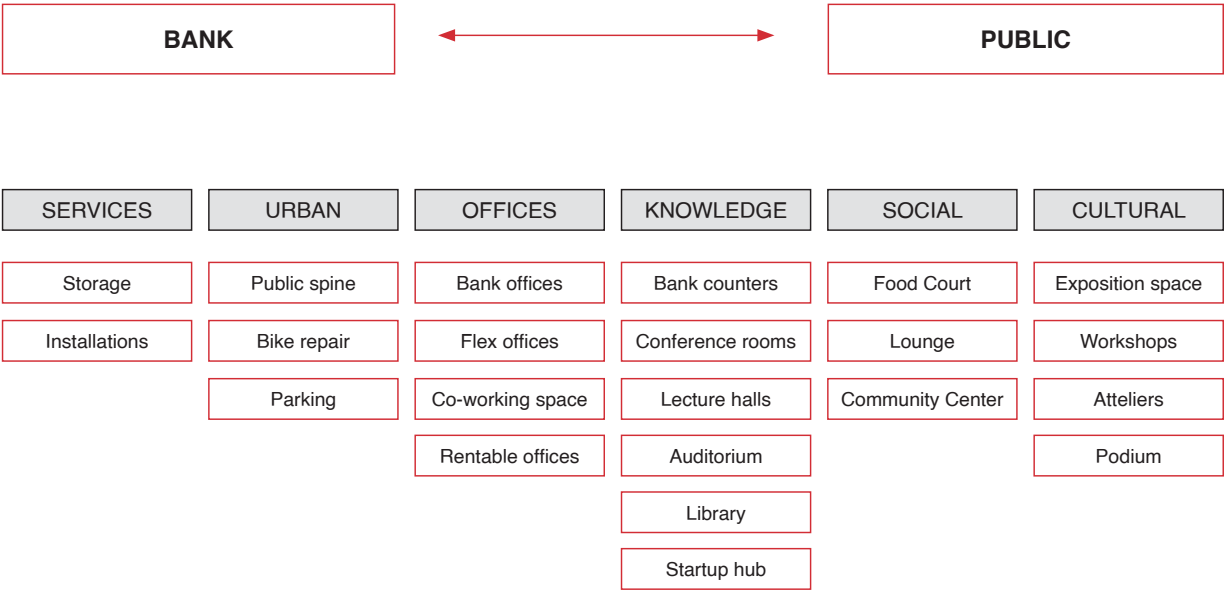 BANK
PUBLIC
SERVICES
URBAN
OFFICES
KNOWLEDGE
SOCIAL
CULTURAL
Storage
Public spine
Bank offices
Bank counters
Food Court
Exposition space
Installations
Bike repair
Flex offices
Conference rooms
Lounge
Workshops
Parking
Co-working space
Lecture halls
Community Center
Atteliers
Rentable offices
Auditorium
Podium
Library
Startup hub